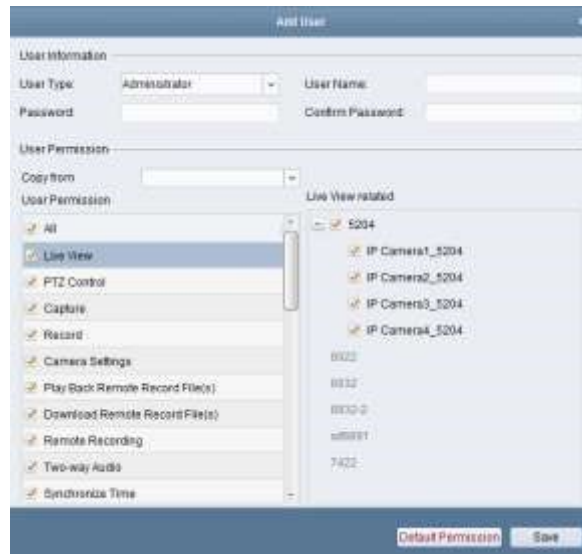 Add User
User Information
User Type: Administrator User Name:
Password: Confirm Password:
User Permission
Copy from:
User Permission Live View related
All 5204
Live View IP Camera1_5204
PTZ Control IP Camera2_5204
Capture IP Camera3_5204
Record IP Camera4_5204
Camera Settings
Play Back Remote Record File(s)
Download Remote Record File(s)
Remote Recording
Two-way Audio 7422
Synchronize Time
Default Permission Save